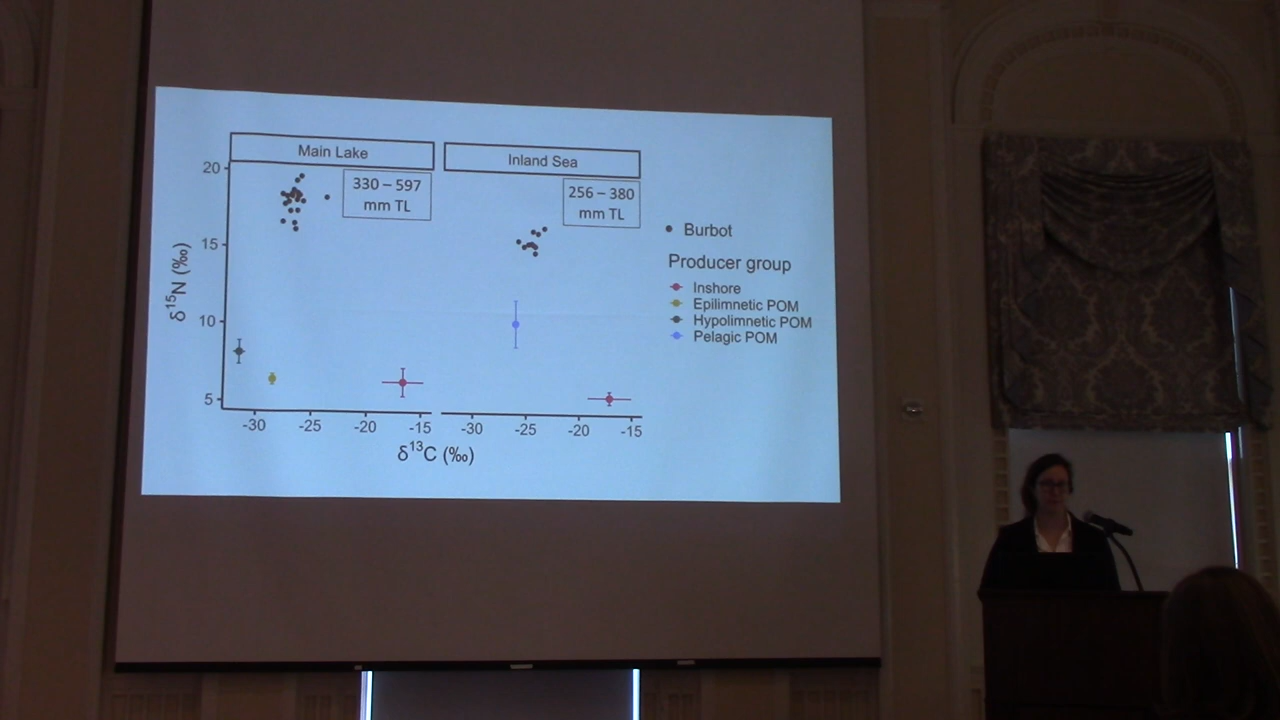 Main Lake
Inland Sea
330 – 597
mm TL
256 – 380
mm TL
20
15
10
5
δ15N (‰)
-30 -25 -20 -15
-30 -25 -20 -15
δ13C (‰)
Burbot
Producer group
Inshore
Epilimnetic POM
Hypolimnetic POM
Pelagic POM